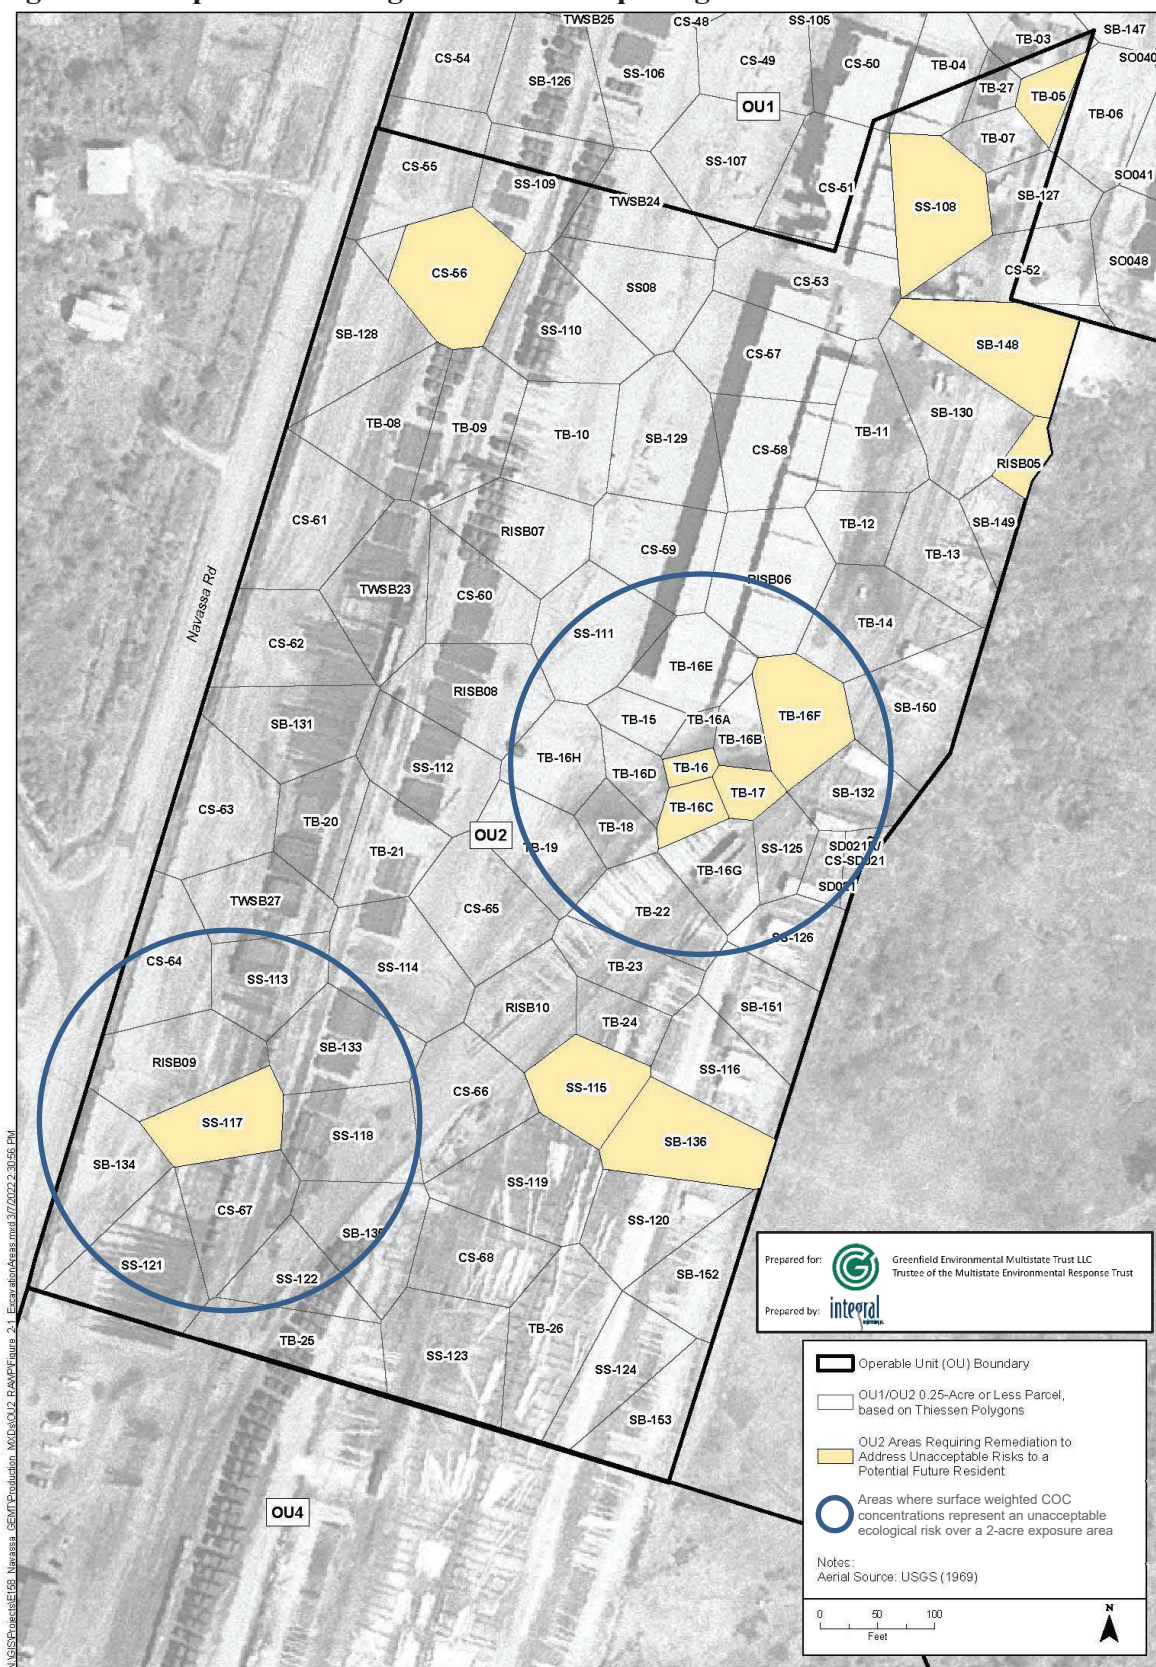 TWSB25
CS-48
SS-105
TB-03
SB-147
CS-54
SB-126
SS-106
CS-49
CS-50
TB-04
SO040
TB-27
TB-05
OU1
TB-06
TB-07
SS-107
CS-55
SS-109
CS-51
SO041
TWSB24
SS-108
SB-127
CS-56
SS08
CS-53
CS-52
SO048
SB-128
SS-110
CS-57
SB-148
TB-08
TB-09
TB-10
SB-129
CS-58
TB-11
SB-130
RISB05
CS-61
RISB07
TB-12
SB-149
CS-59
TB-13
Navassa Rd
TWSB23
CS-60
RISB06
TB-14
CS-62
SS-111
TB-16E
RISB08
SB-150
SB-131
TB-15
TB-16A
TB-16F
TB-16B
SS-112
TB-16H
TB-16D
TB-16
TB-17
SB-132
CS-63
TB-20
TB-16C
TB-18
OU2
TB-19
TB-21
SS-125
CS-SD021
TB-16G
SD021
TWSB27
CS-65
TB-22
SS-126
CS-64
SS-113
SS-114
TB-23
RISB10
SB-151
TB-24
SB-133
RISB09
SS-116
SS-115
CS-66
SS-117
SS-118
SB-136
SB-134
SS-119
CS-67
SS-120
SB-135
SS-121
SS-122
CS-68
SB-152
TB-25
TB-26
SS-123
SS-124
SB-153
OU4
Prepared for:
Greenfield Environmental Multistate Trust LLC
Trustee of the Multistate Environmental Response Trust
Prepared by:
integral
Operable Unit (OU) Boundary
OU1/OU2 0.25-Acre or Less Parcel,
based on Thiessen Polygons
OU2 Areas Requiring Remediation to
Address Unacceptable Risks to a
Potential Future Resident
Areas where surface weighted COC
concentrations represent an unacceptable
ecological risk over a 2-acre exposure area
Notes:
Aerial Source: USGS (1969)
0 50 100
Feet
N